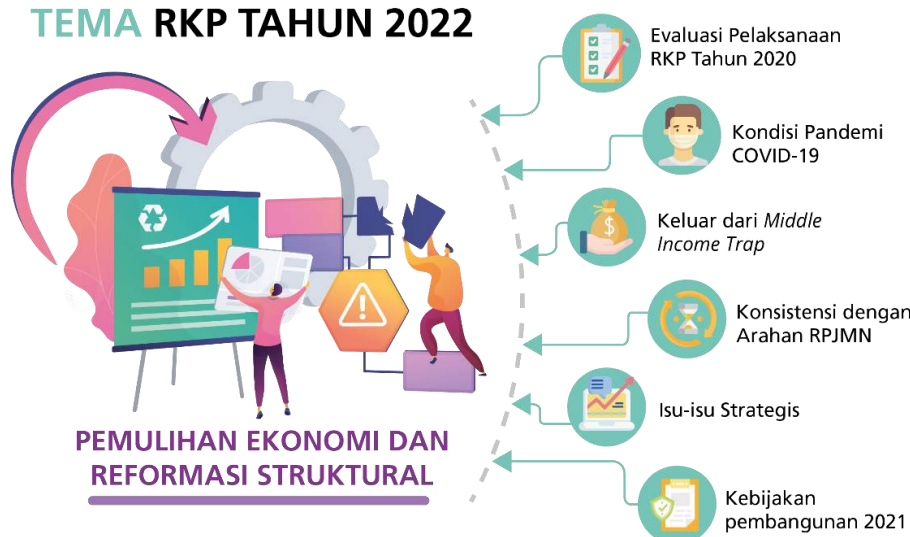 TEMA RKP TAHUN 2022
PEMULIHAN EKONOMI DAN
REFORMASI STRUKTURAL
Evaluasi Pelaksanaan
RKP Tahun 2020
Kondisi Pandemi
COVID-19
Keluar dari Middle
Income Trap
Konsistensi dengan
Arahan RPJMN
Isu-isu Strategis
Kebijakan
pembangunan 2021